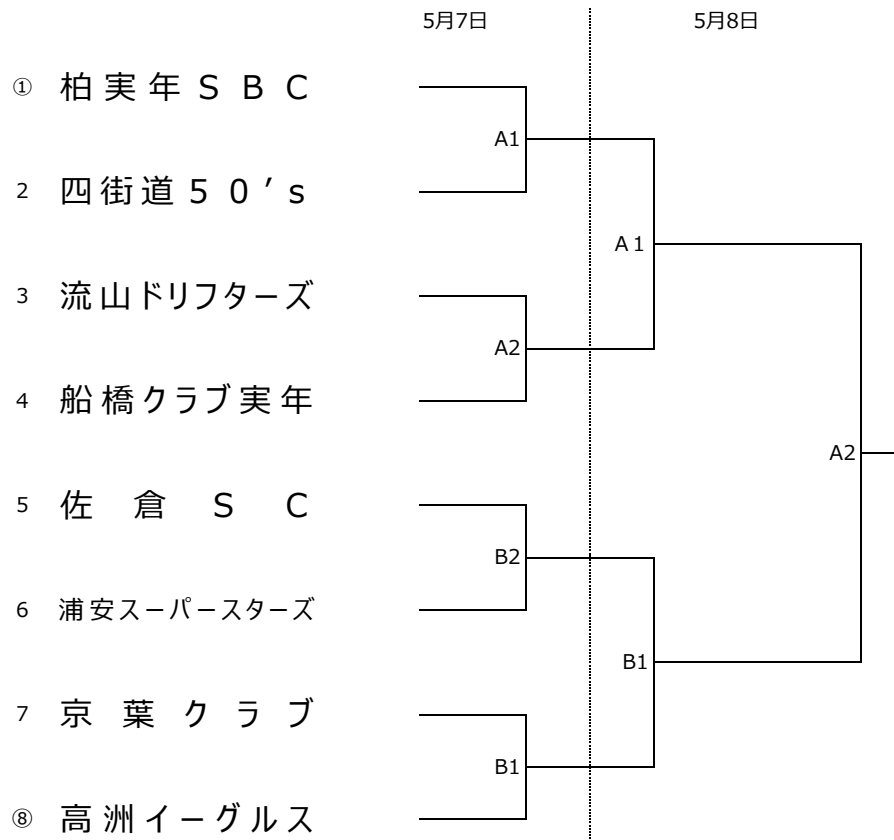 5月7日 5月8日
① 柏実年SBC
A1
2 四街道50's
A1
3 流山ドリフターズ
A2
4 船橋クラブ実年
A2
5 佐倉SC
B2
6 浦安スーパースターズ
B1
7 京葉クラブ
B1
⑧ 高洲イーグルス